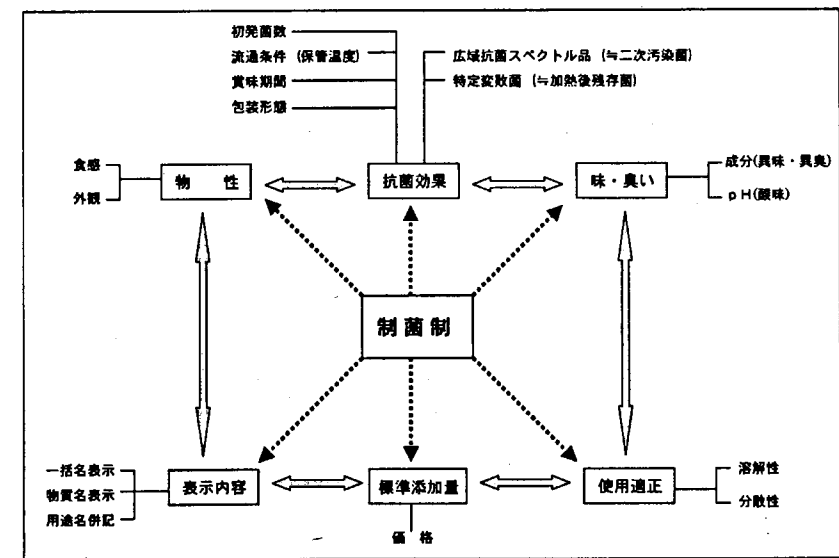 初発菌数
流通条件 (保管温度)
賞味期間
包装形態
広域抗菌スペクトル品 (≒二次汚染菌)
特定変敗菌 (≒加熱後残存菌)
食感
外観
物 性
抗菌効果
味・臭い
成分(異味・異臭)
pH(酸味)
制菌制
一括名表示
物質名表示
用途名併記
表示内容
標準添加量
価 格
使用適正
溶解性
分散性